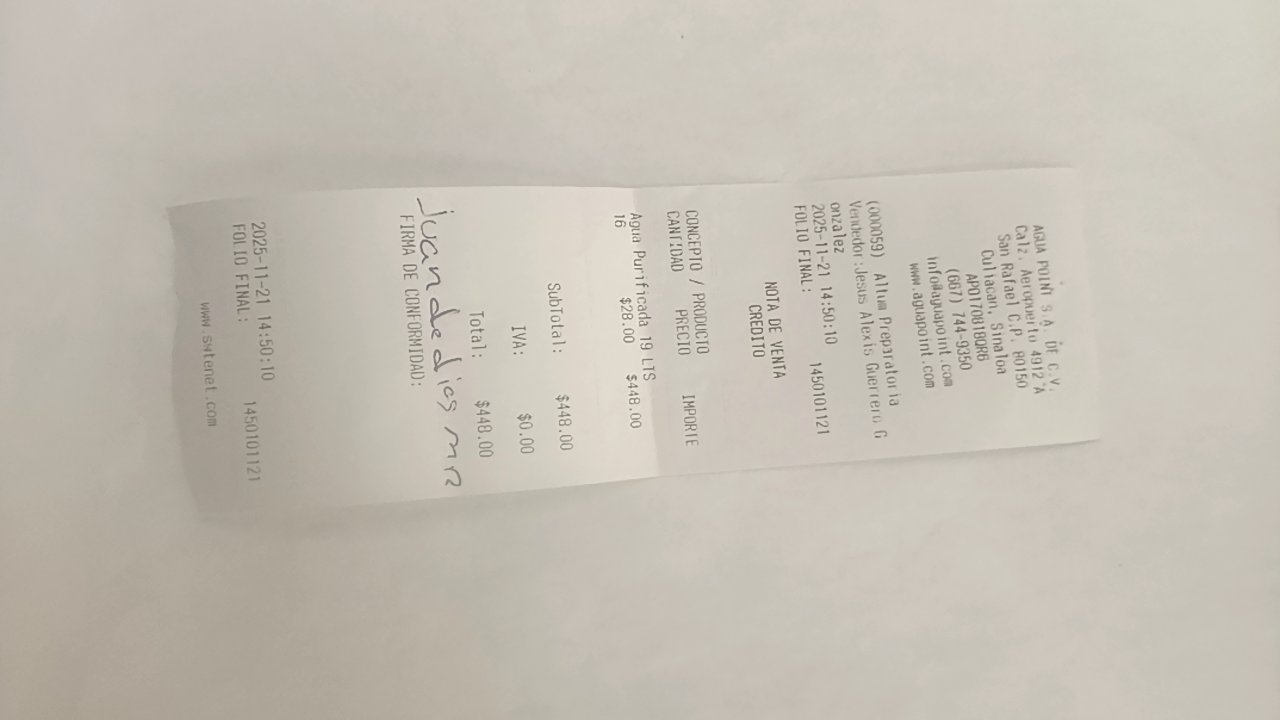 AGUA POINT S.A. DE C.V.
Calz. Aeropuerto 4912 A
San Rafael C.P. 80150
Culiacan, Sinaloa
APO170818QR6
(667) 744-9350
info@aguapoint.com
www.aguapoint.com
(000059) Altum Preparatoria
Vendedor:Jesus Alexis Guerrero G
onzalez
2025-11-21 14:50:10
FOLIO FINAL: 1450101121
NOTA DE VENTA
CREDITO
CONCEPTO / PRODUCTO
CANTIDAD PRECIO IMPORTE
Agua Purificada 19 LTS
16 $28.00 $448.00
SubTotal: $448.00
IVA: $0.00
Total: $448.00
juan de dios
FIRMA DE CONFORMIDAD:
2025-11-21 14:50:10
FOLIO FINAL: 1450101121
www.swtenet.com